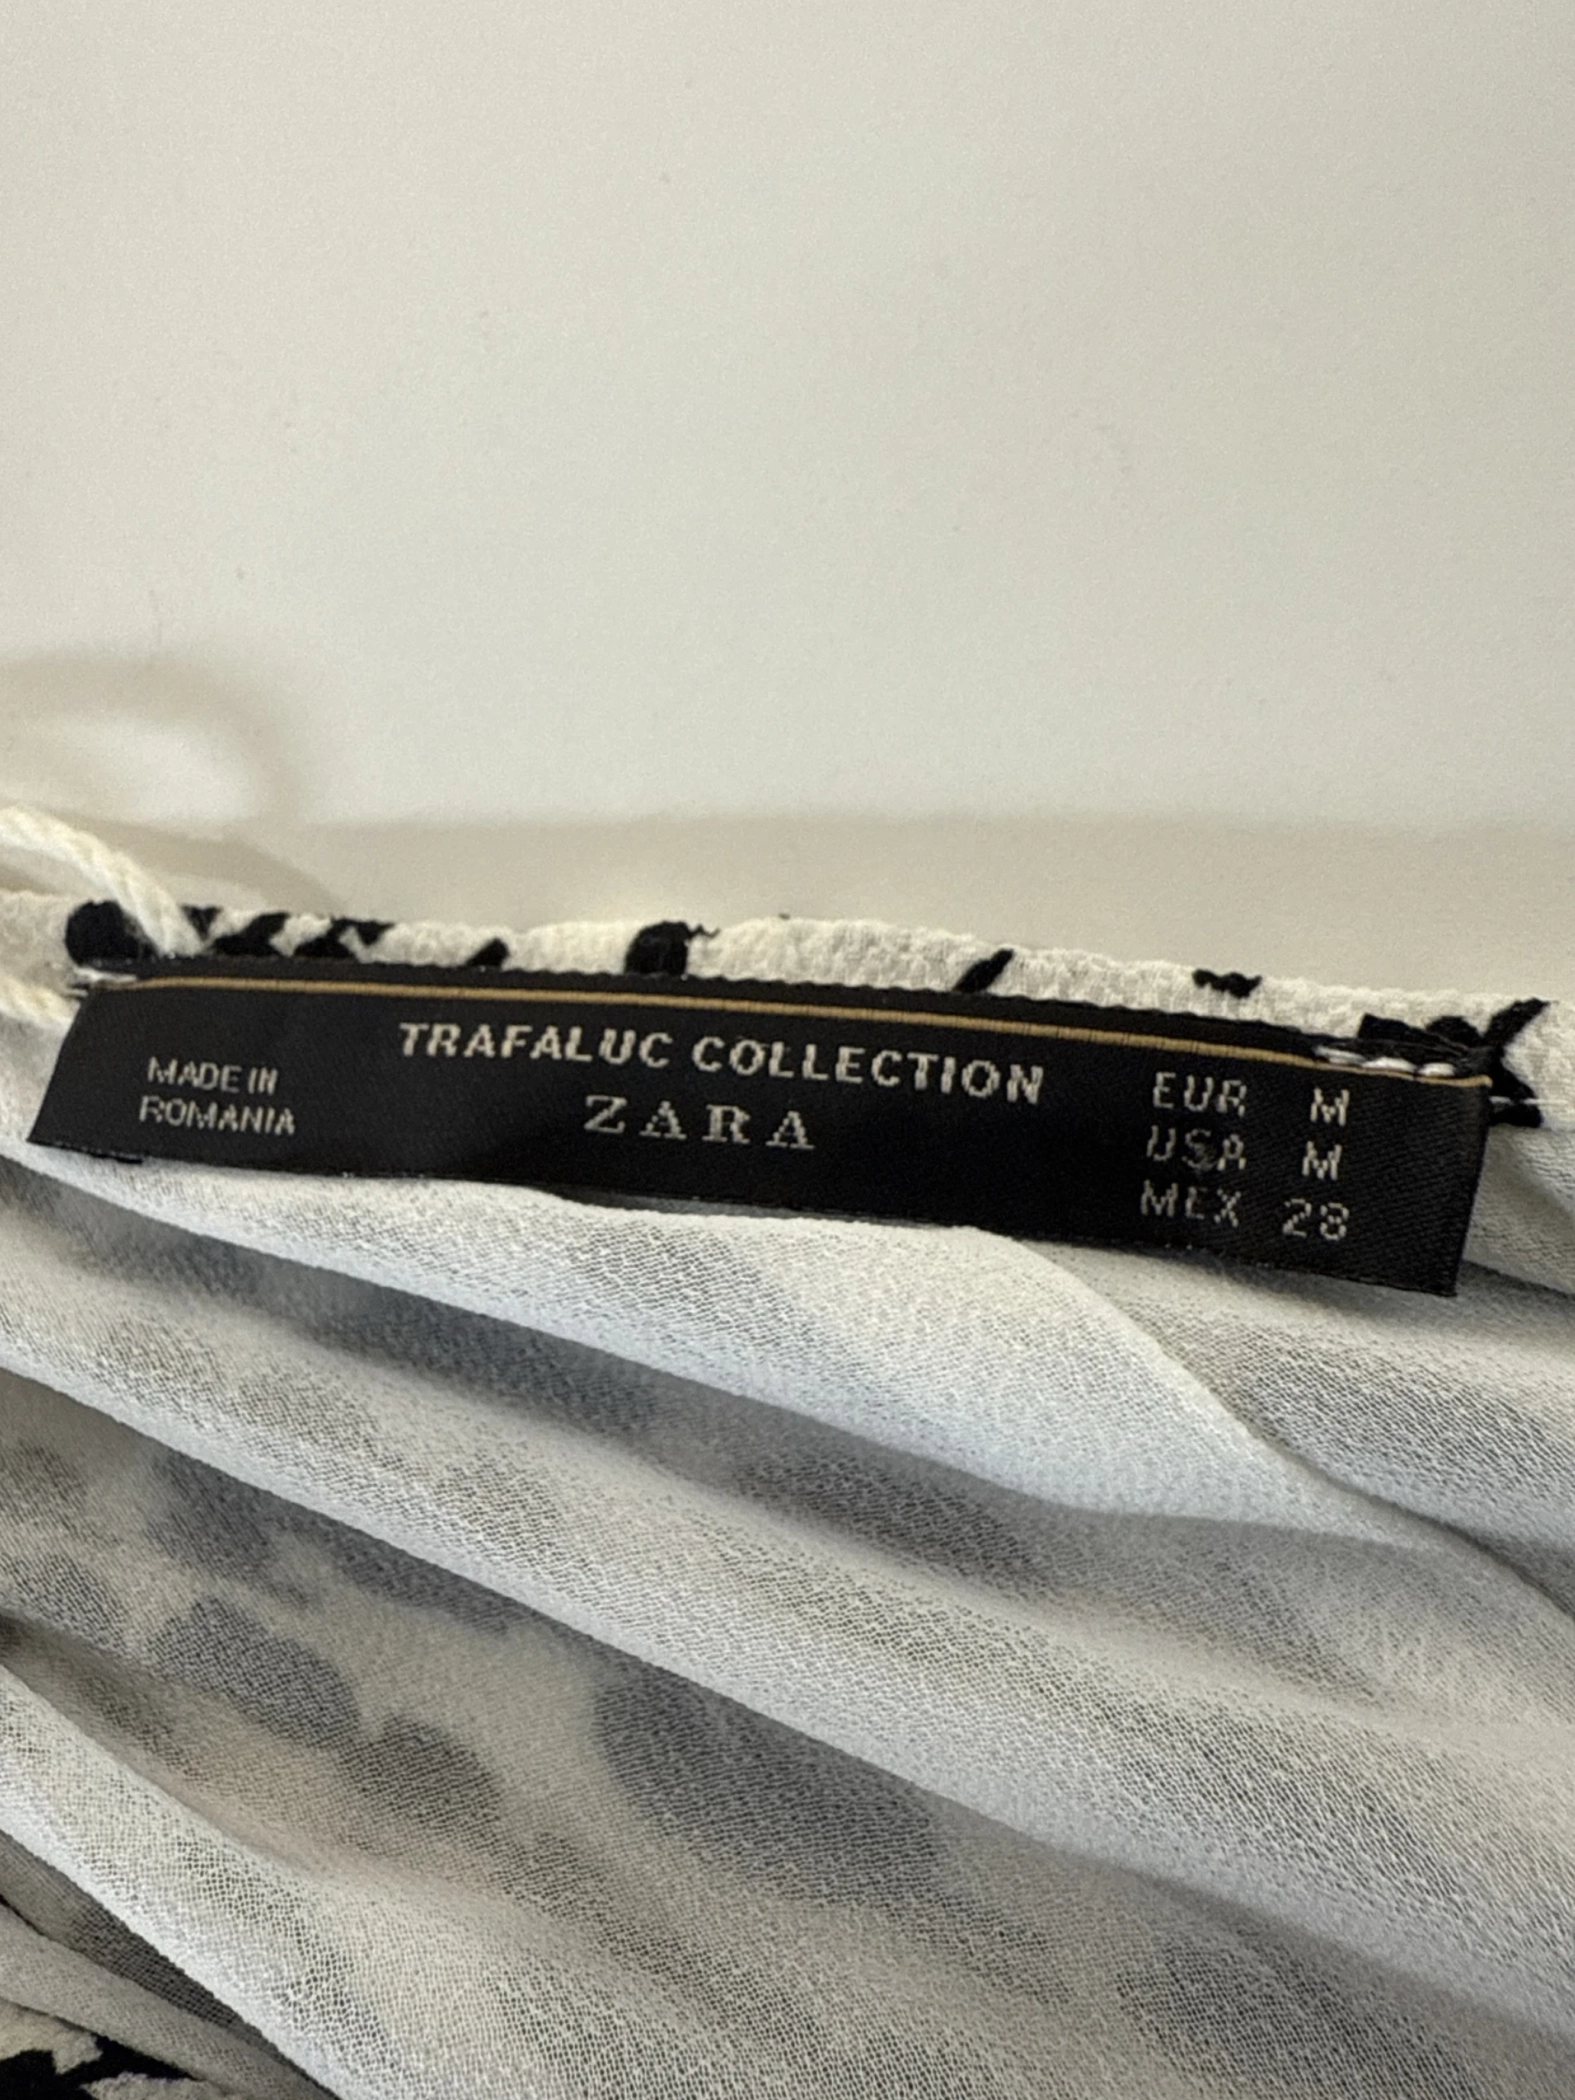 TRAFALUC COLLECTION
ZARA
MADE IN
ROMANIA
EUR M
USA M
MEX 28